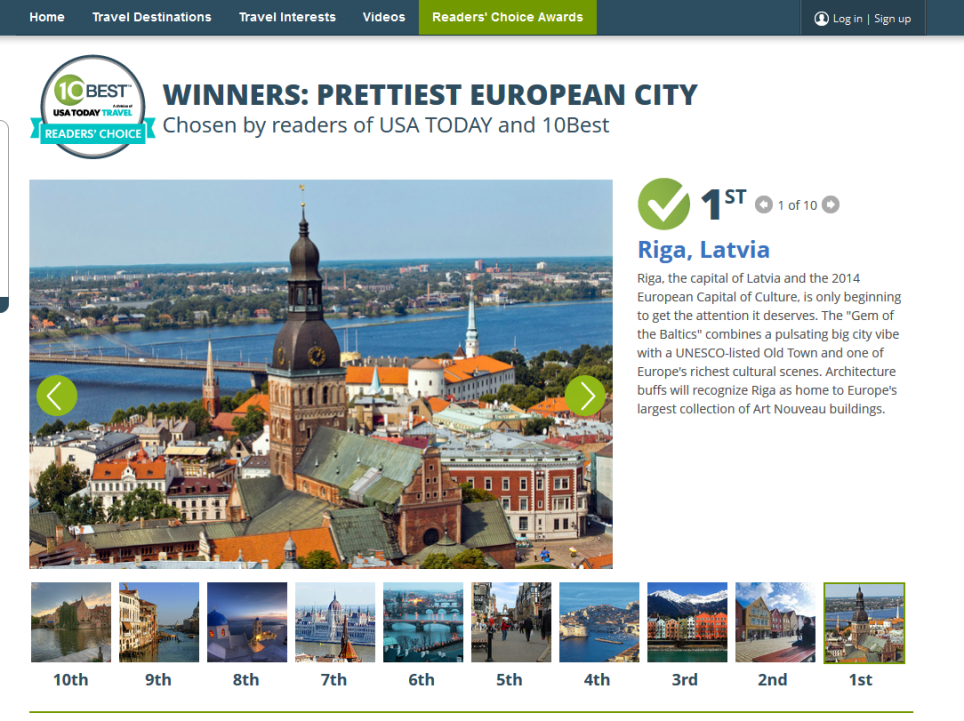 Home Travel Destinations Travel Interests Videos Readers' Choice Awards Log in | Sign up
10BEST™
A division of
USA TODAY TRAVEL
READERS' CHOICE
WINNERS: PRETTIEST EUROPEAN CITY
Chosen by readers of USA TODAY and 10Best
1ST 1 of 10
Riga, Latvia
Riga, the capital of Latvia and the 2014
European Capital of Culture, is only beginning
to get the attention it deserves. The "Gem of
the Baltics" combines a pulsating big city vibe
with a UNESCO-listed Old Town and one of
Europe's richest cultural scenes. Architecture
buffs will recognize Riga as home to Europe's
largest collection of Art Nouveau buildings.
10th 9th 8th 7th 6th 5th 4th 3rd 2nd 1st